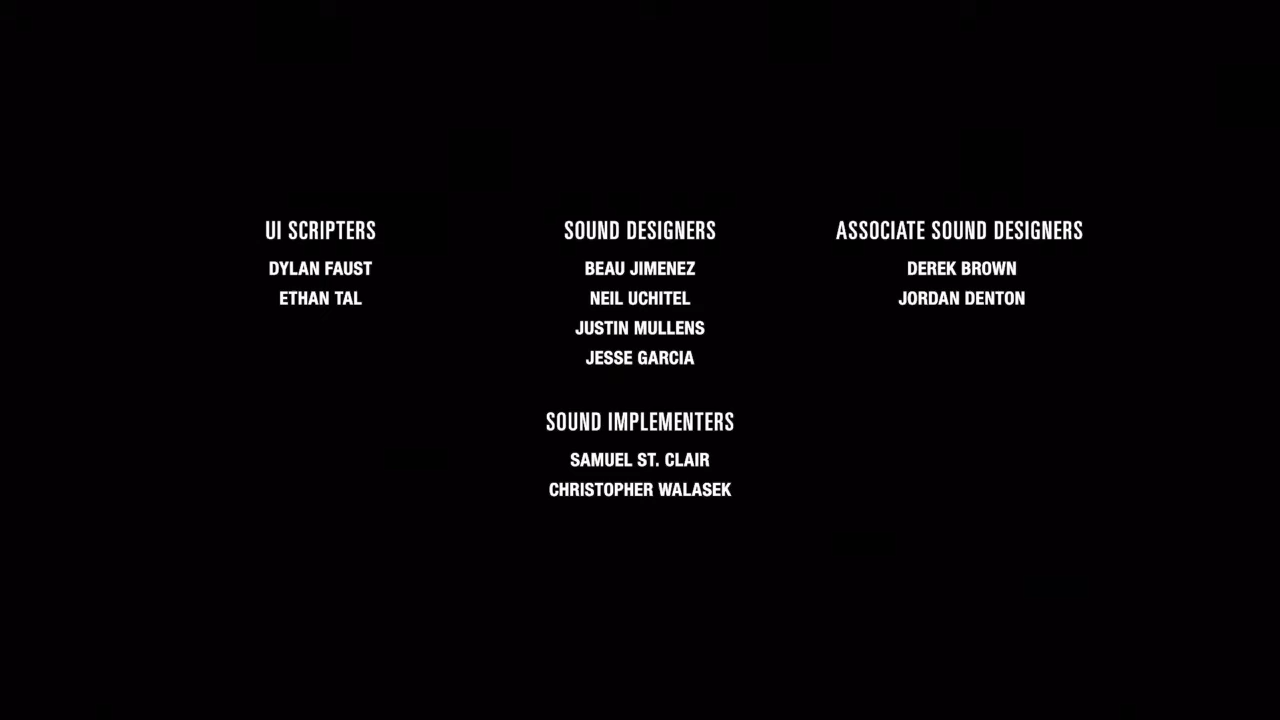 UI SCRIPTERS
DYLAN FAUST
ETHAN TAL
SOUND DESIGNERS
BEAU JIMENEZ
NEIL UCHITEL
JUSTIN MULLENS
JESSE GARCIA
SOUND IMPLEMENTERS
SAMUEL ST. CLAIR
CHRISTOPHER WALASEK
ASSOCIATE SOUND DESIGNERS
DEREK BROWN
JORDAN DENTON